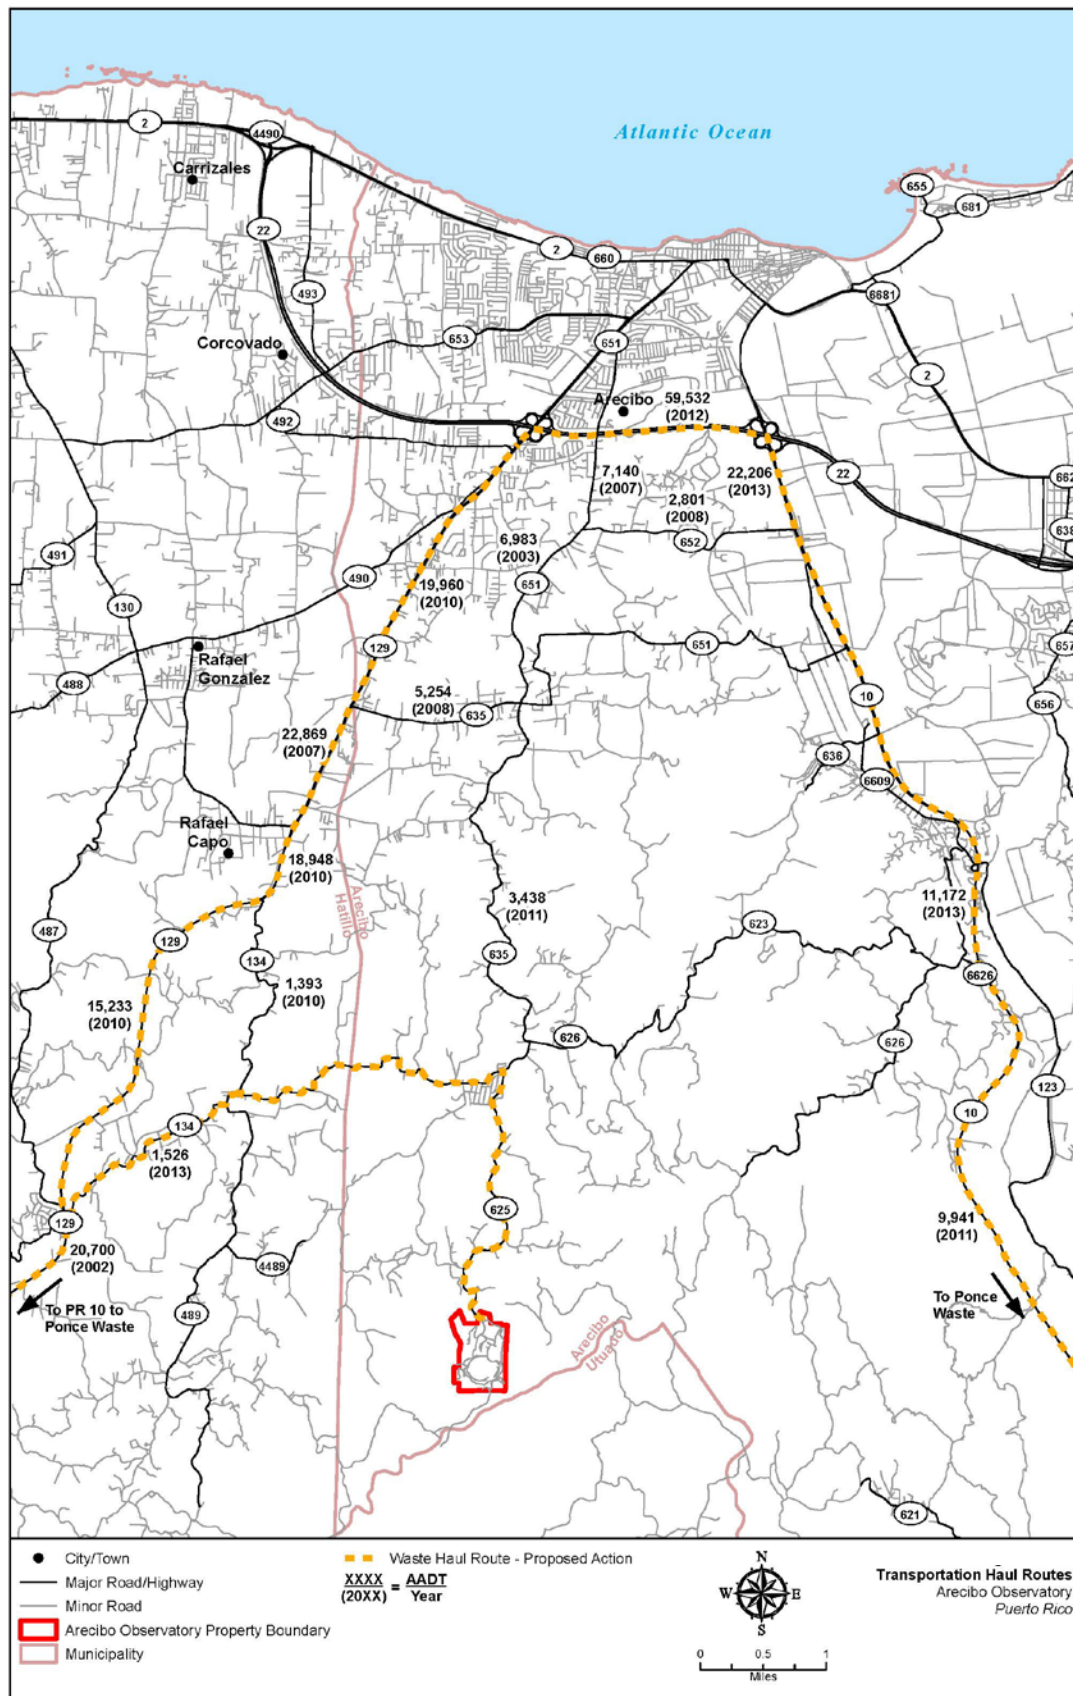 Atlantic Ocean
2
4490
Carrizales
655
681
22
2
660
493
6681
653
651
Corcovado
2
Arecibo
59,532
(2012)
492
7,140
(2007)
22,206
(2013)
22
662
2,801
(2008)
652
638
6,983
(2003)
491
490
651
19,960
(2010)
130
129
651
657
Rafael
Gonzalez
488
5,254
(2008)
635
10
656
22,869
(2007)
636
6609
Rafael
Capo
18,948
(2010)
Arecibo
Hatillo
3,438
(2011)
11,172
(2013)
487
129
623
134
635
6626
1,393
(2010)
15,233
(2010)
626
626
123
10
134
1,526
(2013)
625
129
9,941
(2011)
20,700
(2002)
4489
To PR 10 to
Ponce Waste
To Ponce
Waste
489
Arecibo
Utuado
621
City/Town
Major Road/Highway
Minor Road
Arecibo Observatory Property Boundary
Municipality
Waste Haul Route - Proposed Action
XXXX = AADT
(20XX) Year
N
W E
S
0 0.5 1
Miles
Transportation Haul Routes
Arecibo Observatory
Puerto Rico